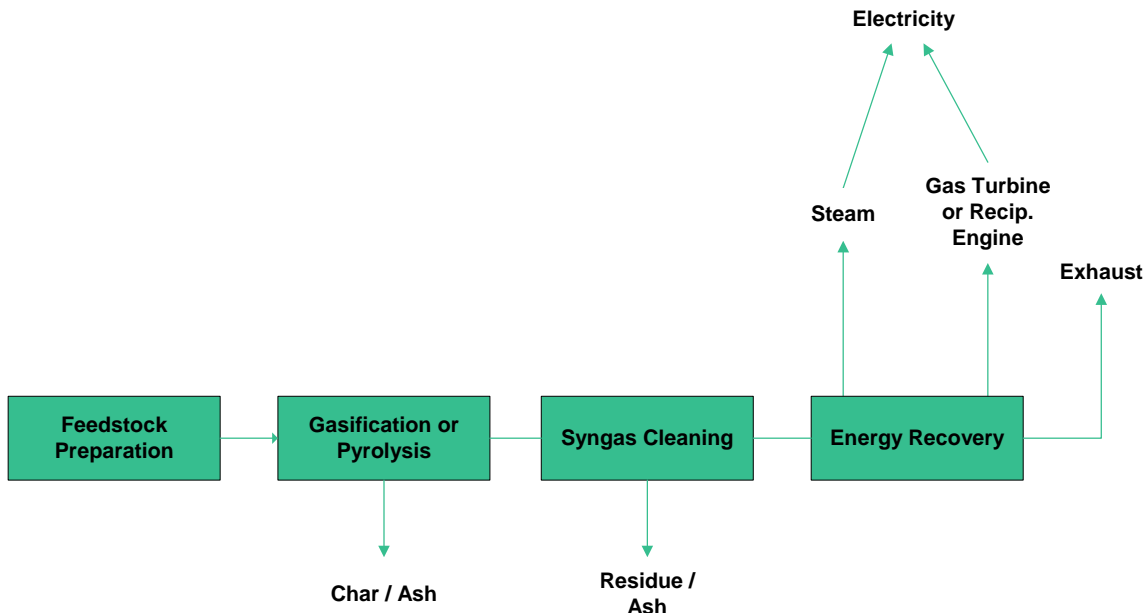 Electricity
Steam
Gas Turbine
or Recip.
Engine
Exhaust
Feedstock
Preparation
Gasification or
Pyrolysis
Syngas Cleaning
Energy Recovery
Char / Ash
Residue /
Ash